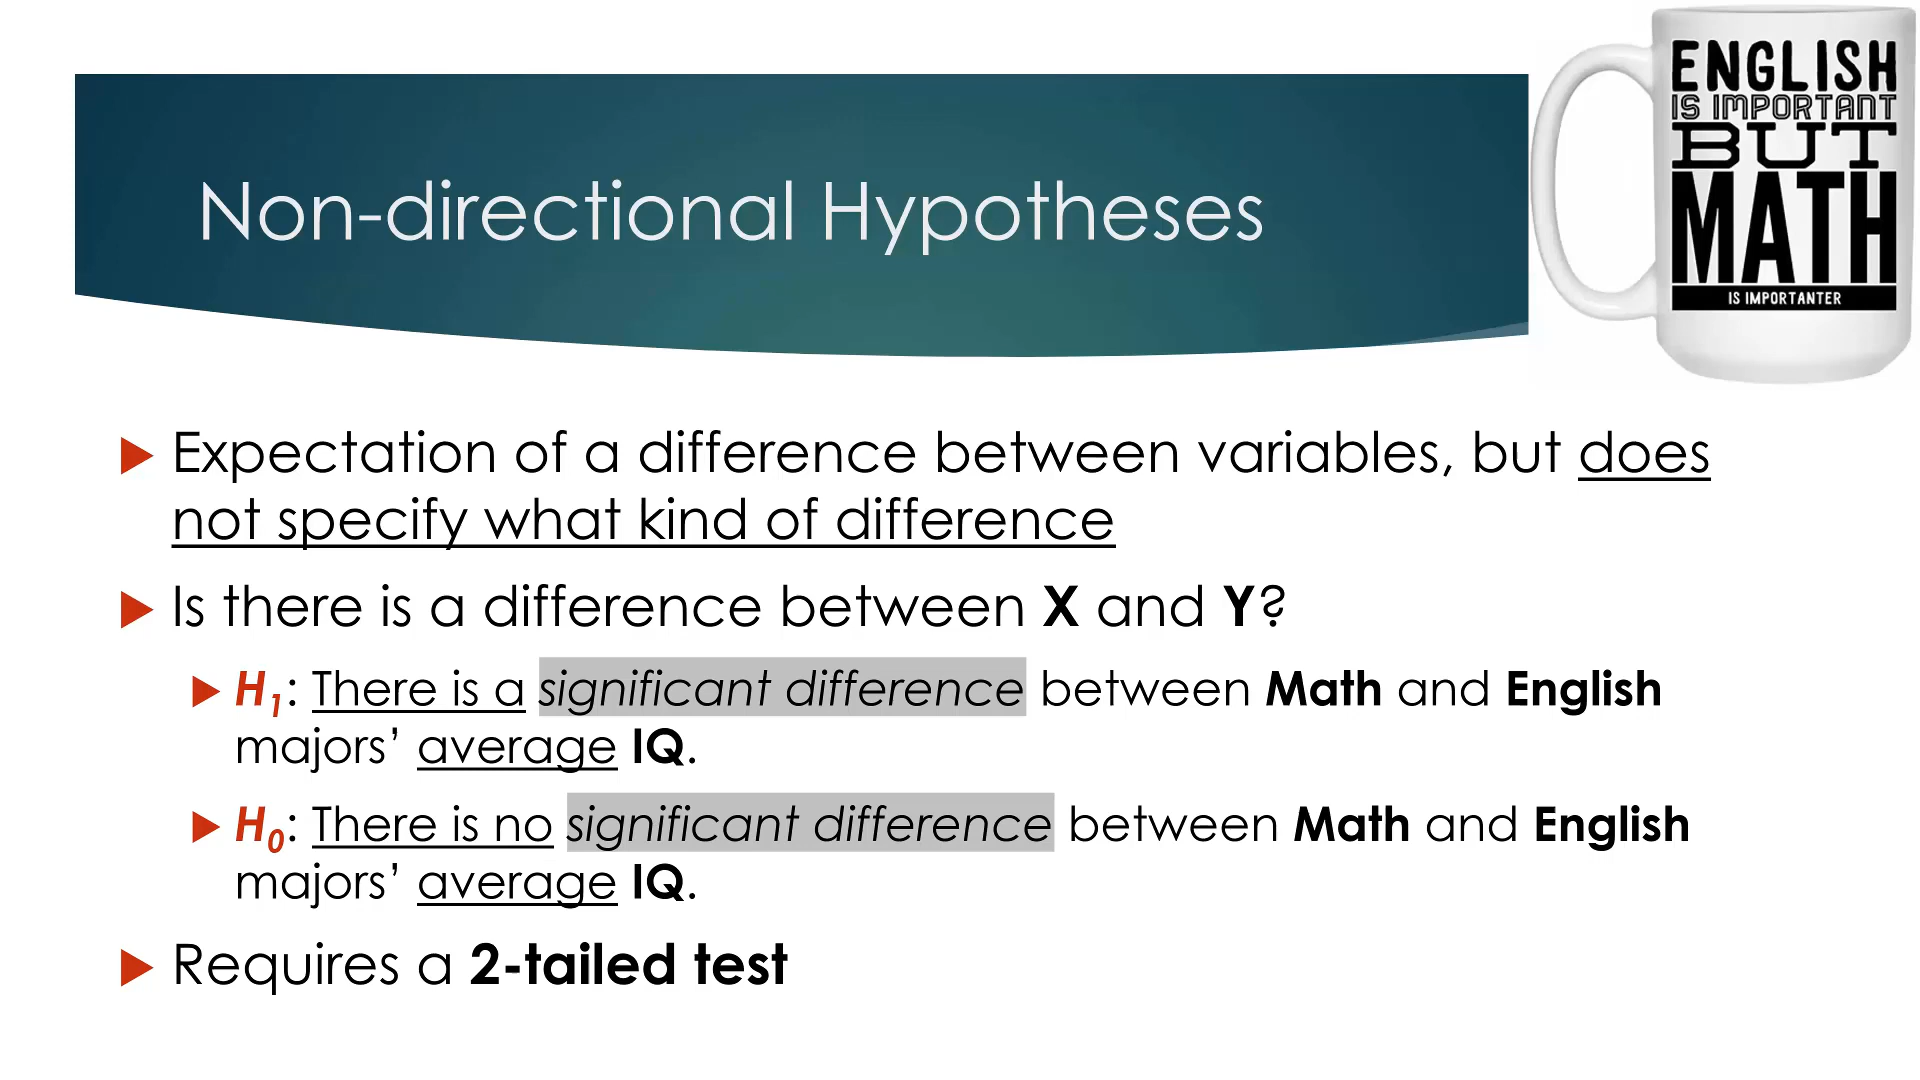 Non-directional Hypotheses
ENGLISH
IS IMPORTANT
BUT
MATH
IS IMPORTANTER
Expectation of a difference between variables, but does
not specify what kind of difference
Is there is a difference between X and Y?
H1: There is a significant difference between Math and English
majors’ average IQ.
H0: There is no significant difference between Math and English
majors’ average IQ.
Requires a 2-tailed test